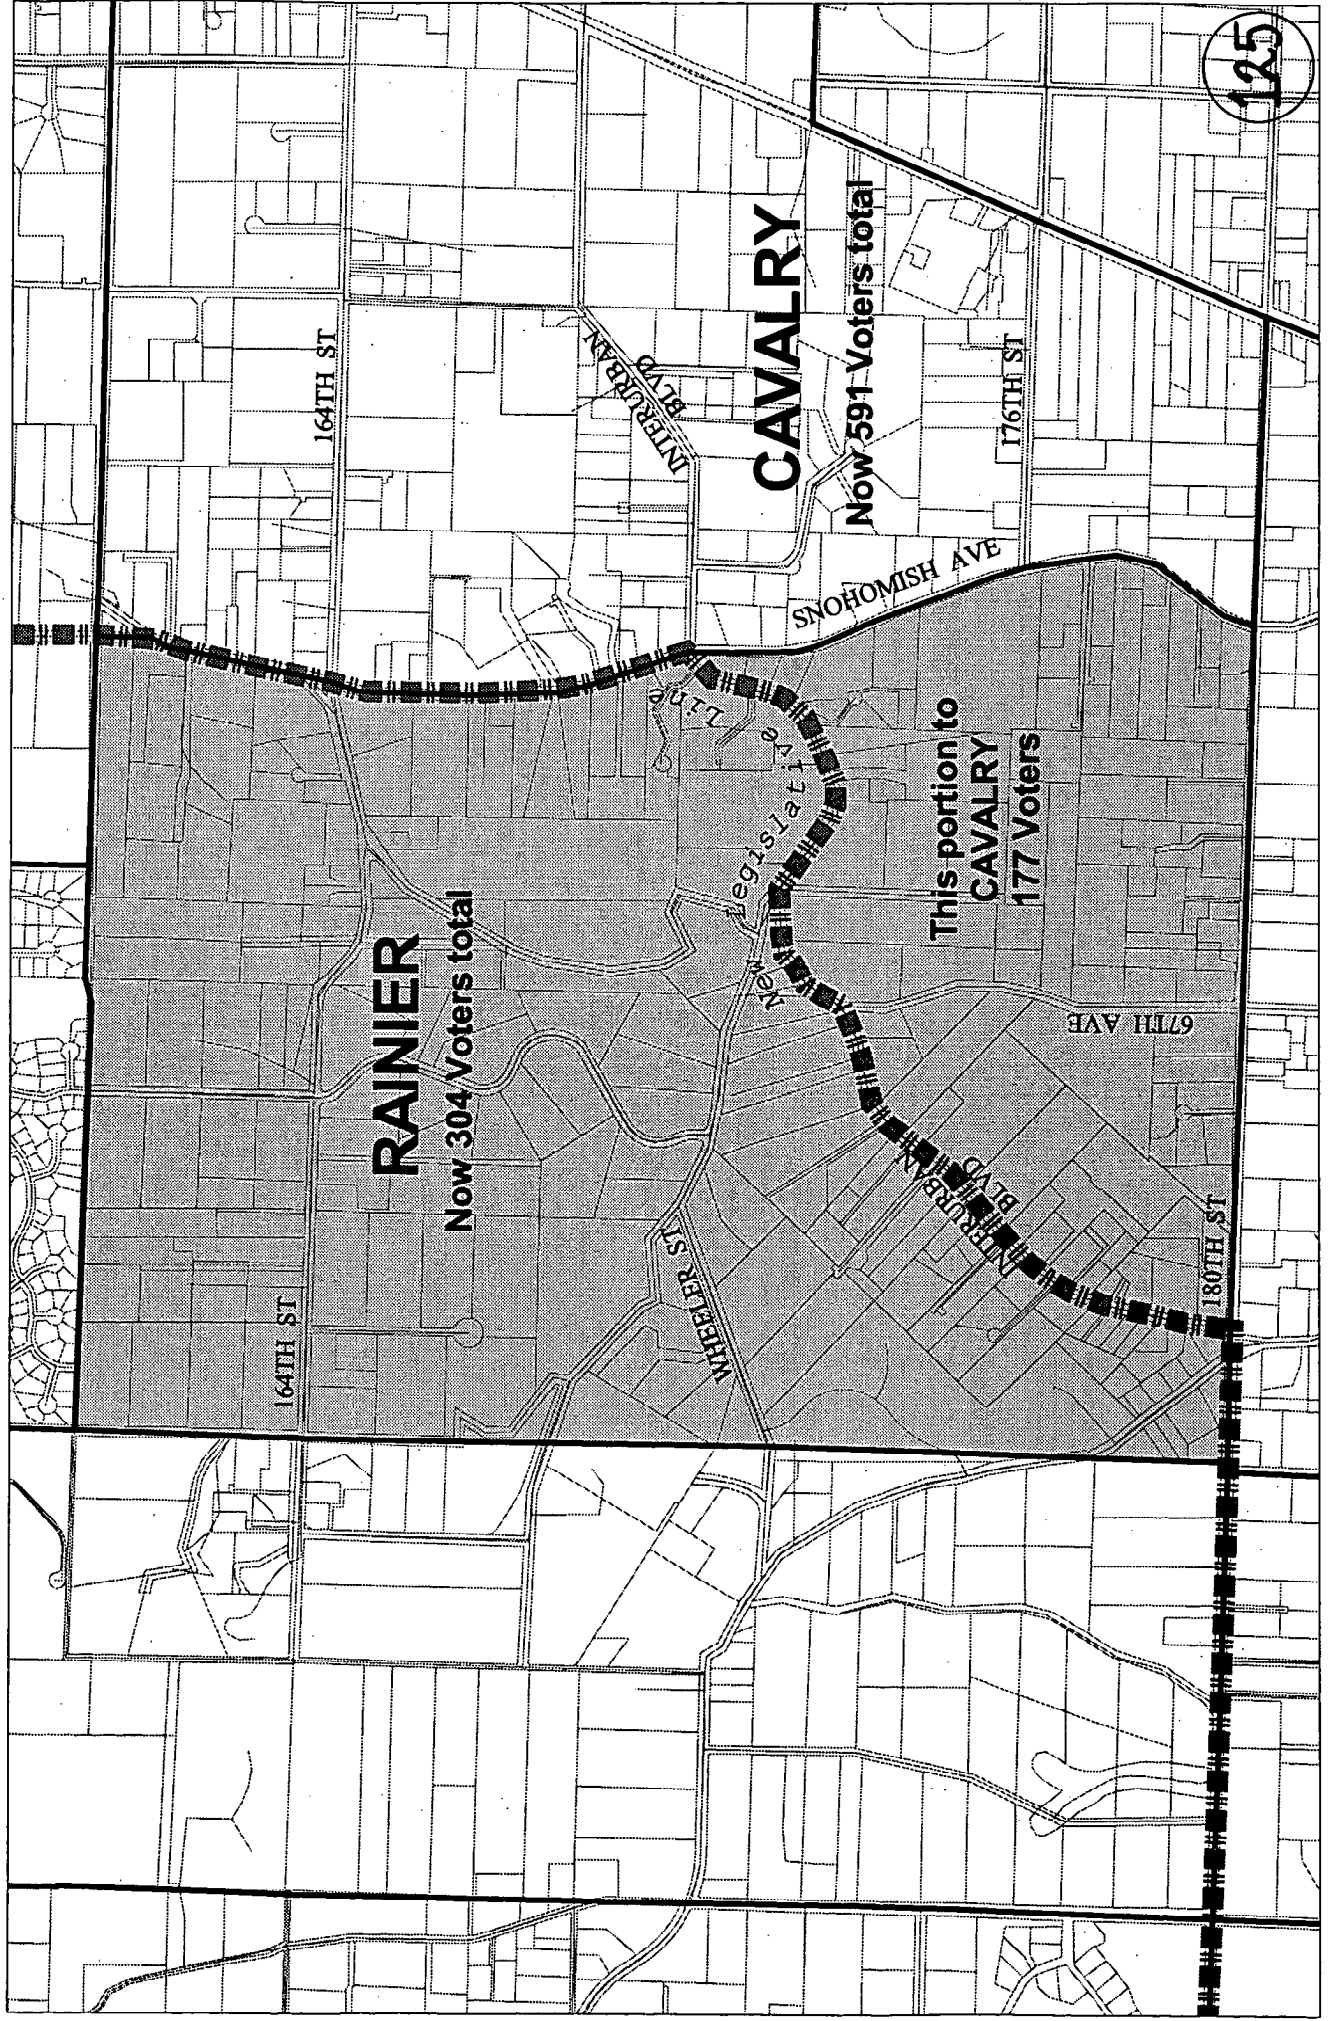 125
164TH ST
INTERURBAN
BLVD
CAVALRY
Now 591 Voters total
176TH ST
SNOHOMISH AVE
RAINIER
Now 304 Voters total
New Legislative Line
This portion to
CAVALRY
177 Voters
67TH AVE
164TH ST
WHEELER ST
INTERURBAN
BLVD
180TH ST